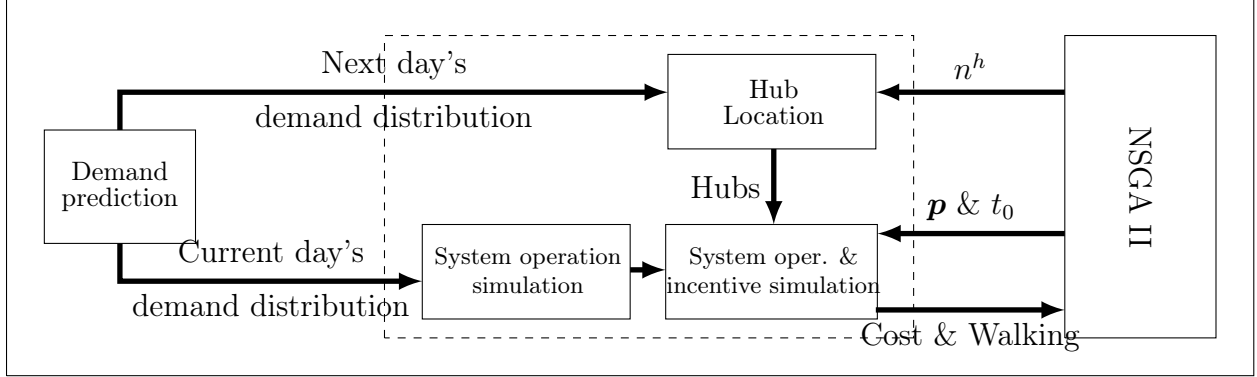 Next day's
demand distribution
Hub
Location
n^h
Demand
prediction
Hubs
p & t_0
NSGA II
Current day's
demand distribution
System operation
simulation
System oper. &
incentive simulation
Cost & Walking